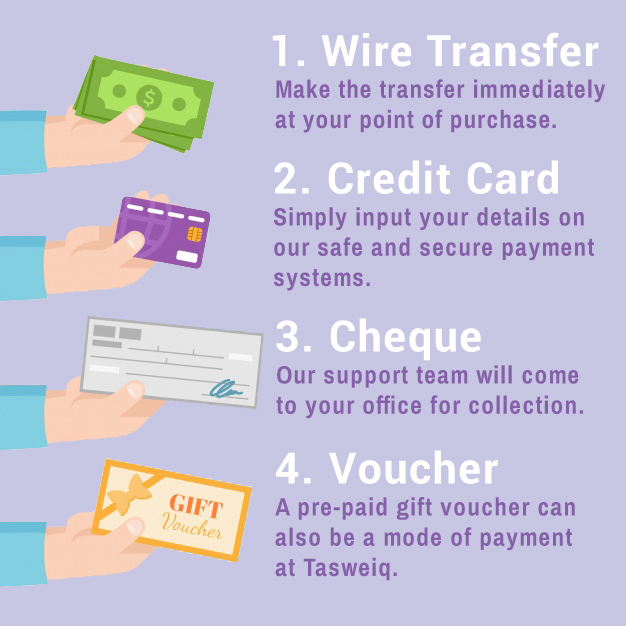 1. Wire Transfer
Make the transfer immediately
at your point of purchase.
2. Credit Card
Simply input your details on
our safe and secure payment
systems.
3. Cheque
Our support team will come
to your office for collection.
4. Voucher
A pre-paid gift voucher can
also be a mode of payment
at Tasweiq.
$
GIFT
Voucher